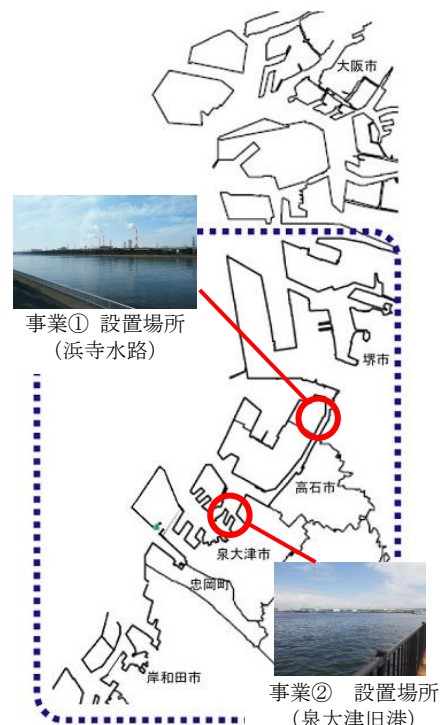 大阪市
事業① 設置場所
（浜寺水路）
堺市
高石市
泉大津市
忠岡町
岸和田市
事業②　設置場所
（泉大津旧港）